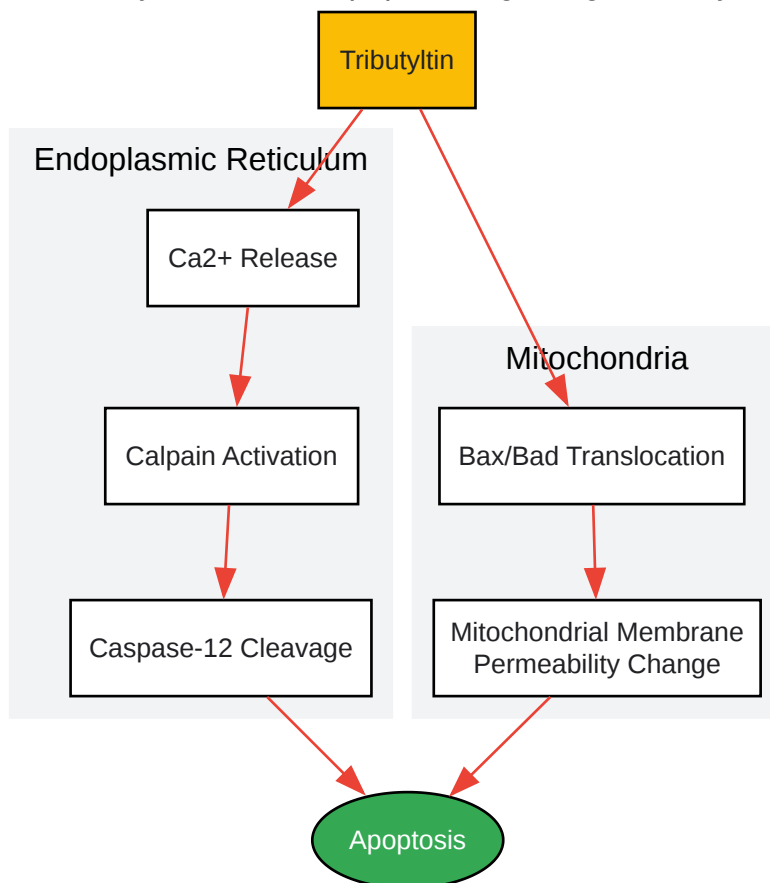 Tributyltin
Endoplasmic Reticulum
Ca2+ Release
Calpain Activation
Caspase-12 Cleavage
Mitochondria
Bax/Bad Translocation
Mitochondrial Membrane
Permeability Change
Apoptosis